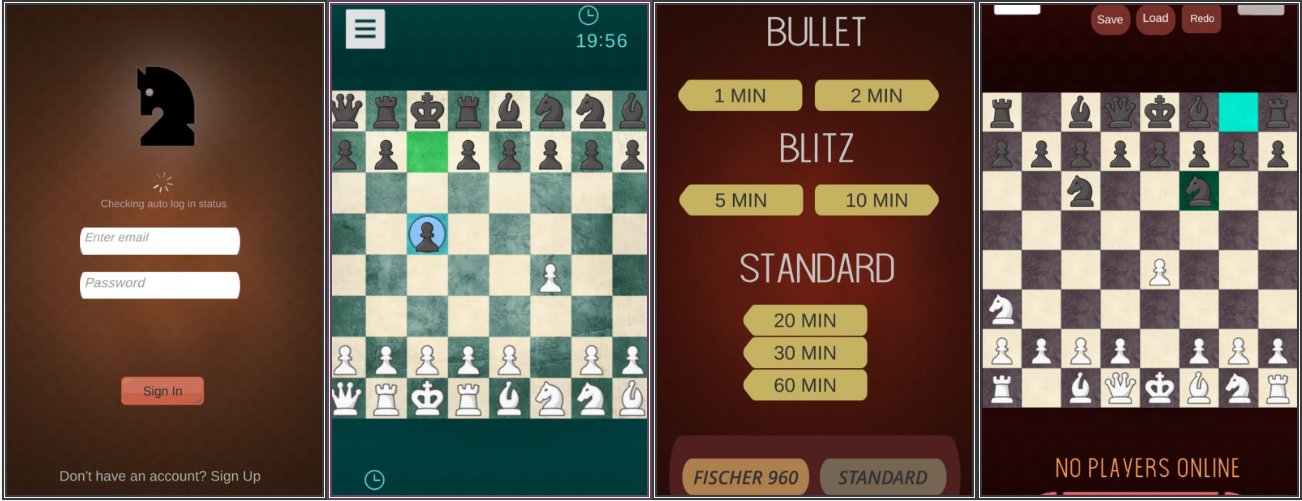 Checking auto log in status
Enter email
Password
Sign In
Don't have an account? Sign Up
19:56
BULLET
1 MIN 2 MIN
BLITZ
5 MIN 10 MIN
STANDARD
20 MIN
30 MIN
60 MIN
FISCHER 960 STANDARD
Save Load Redo
NO PLAYERS ONLINE